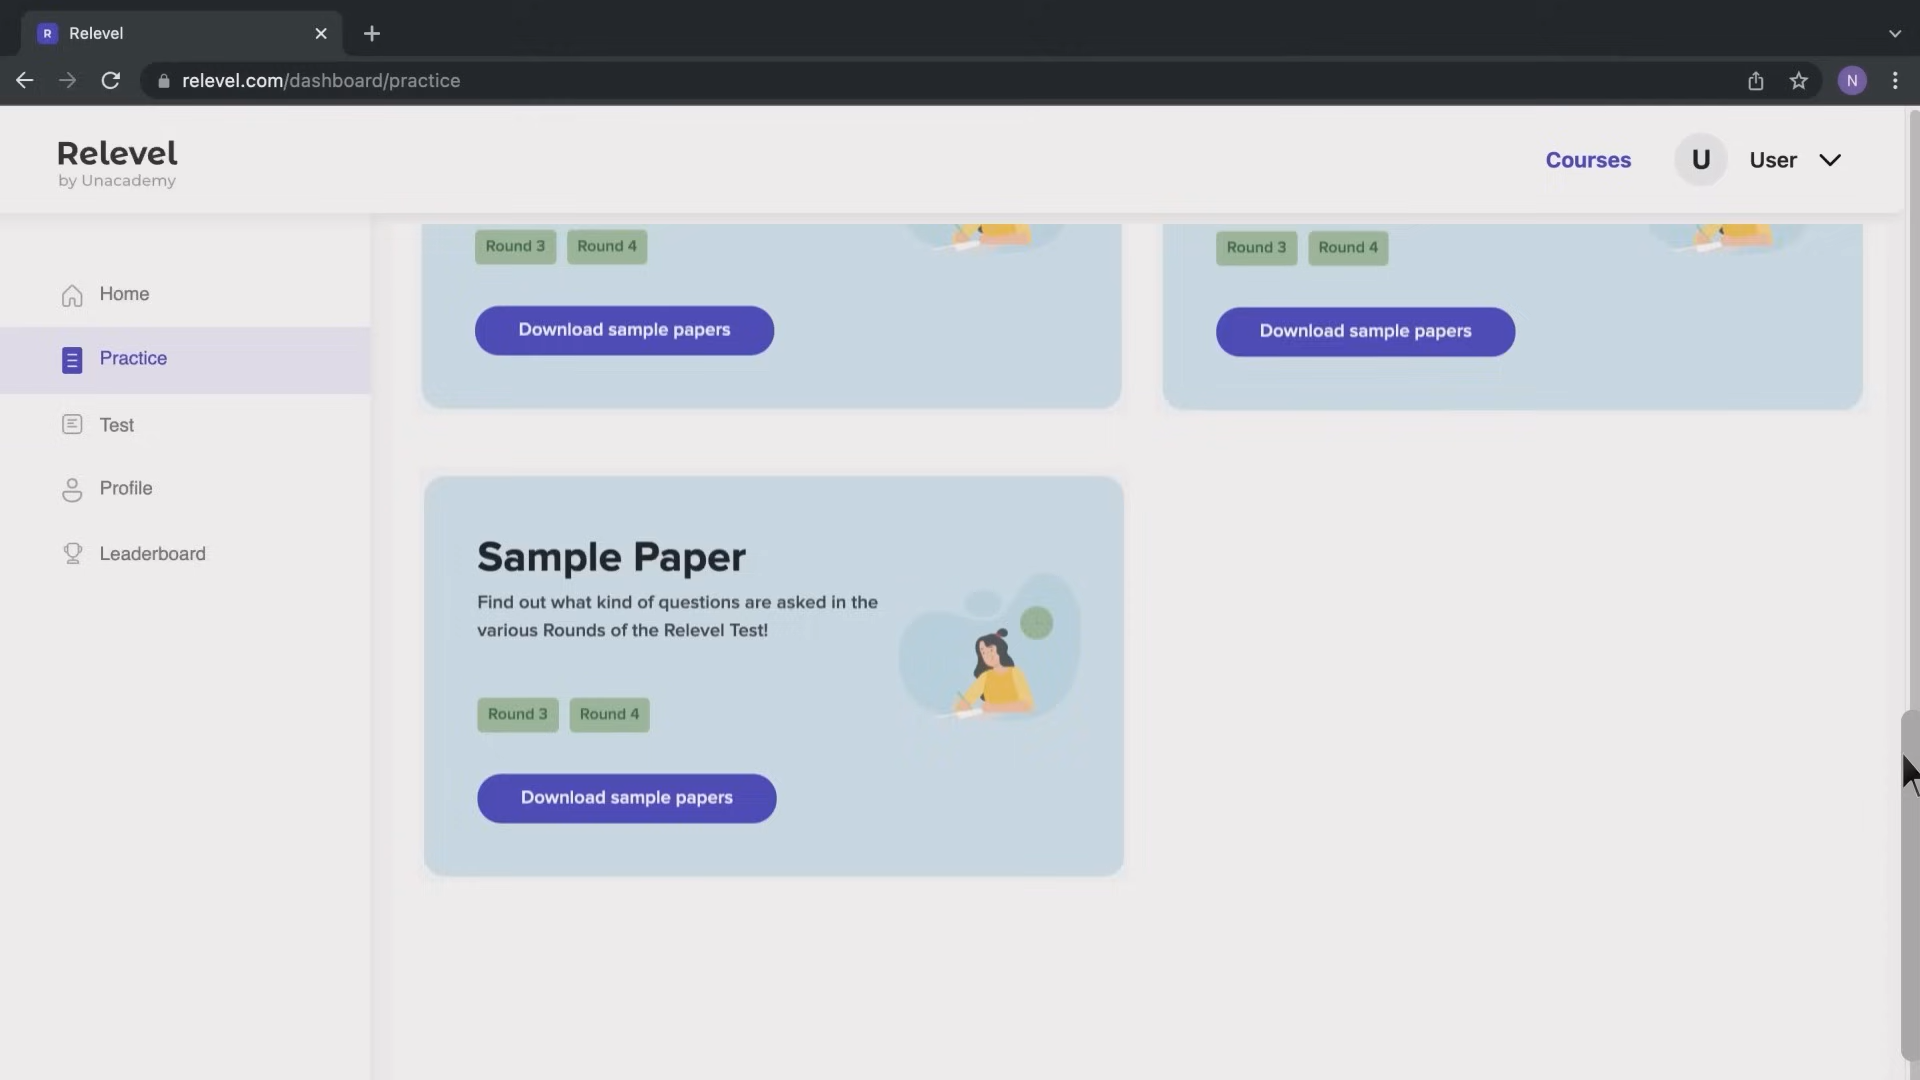 R Relevel
relevel.com/dashboard/practice
N
Relevel
by Unacademy
Courses
U
User
Home
Practice
Test
Profile
Leaderboard
Round 3 Round 4
Download sample papers
Round 3 Round 4
Download sample papers
Sample Paper
Find out what kind of questions are asked in the
various Rounds of the Relevel Test!
Round 3 Round 4
Download sample papers